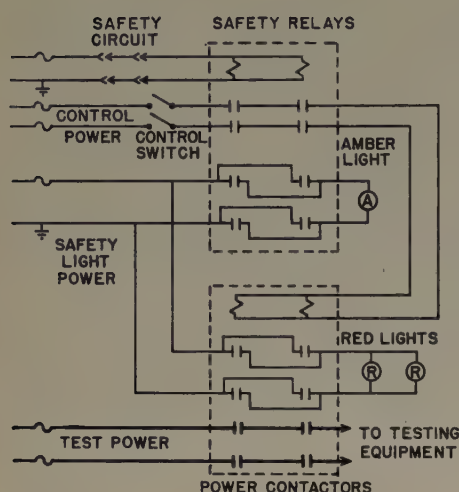 SAFETY
CIRCUIT
SAFETY RELAYS
CONTROL
POWER
CONTROL
SWITCH
AMBER
LIGHT
A
SAFETY
LIGHT
POWER
RED LIGHTS
R R
TEST POWER
TO TESTING
EQUIPMENT
POWER CONTACTORS